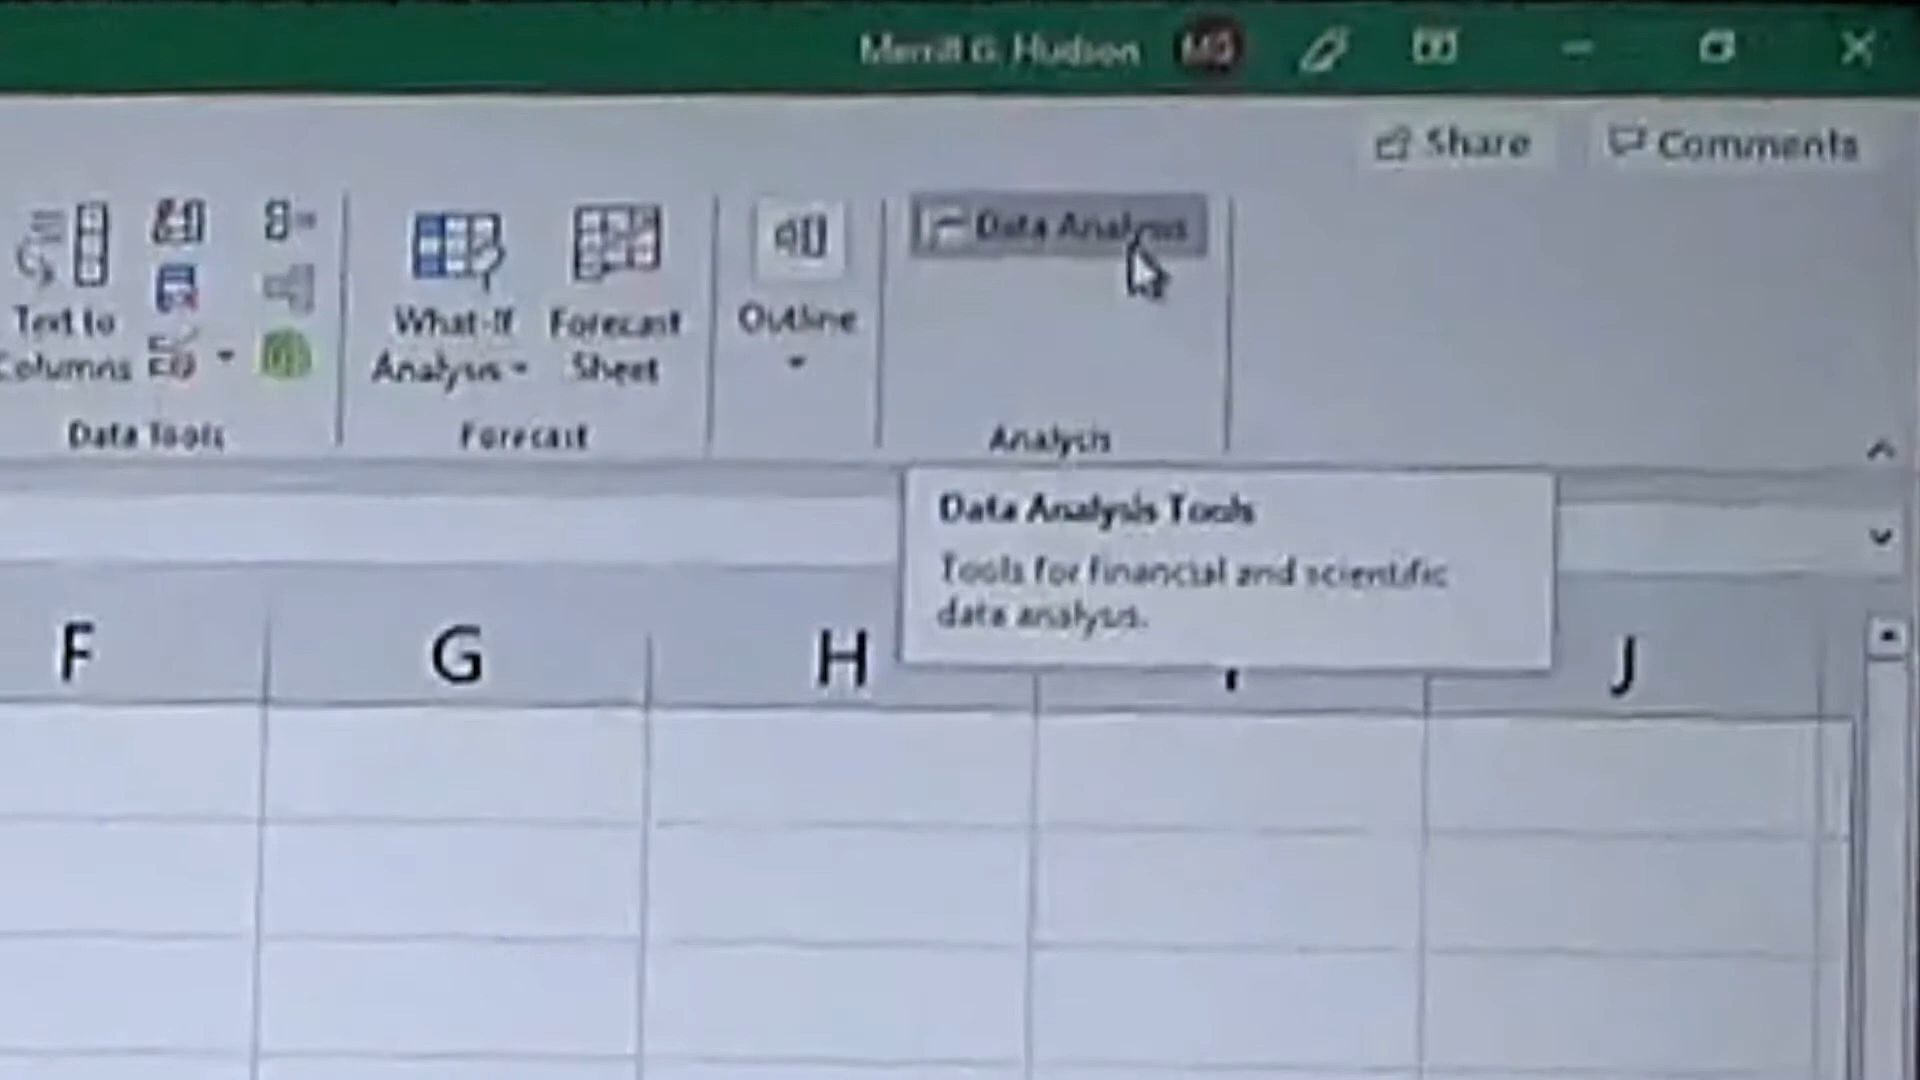 Merrill G. Hudson MG
Share Comments
Data Analysis
Text to
Columns
What-If
Analysis
Forecast
Sheet
Outline
Data Tools
Forecast
Analysis
Data Analysis Tools
Tools for financial and scientific
data analysis.
F G H I J